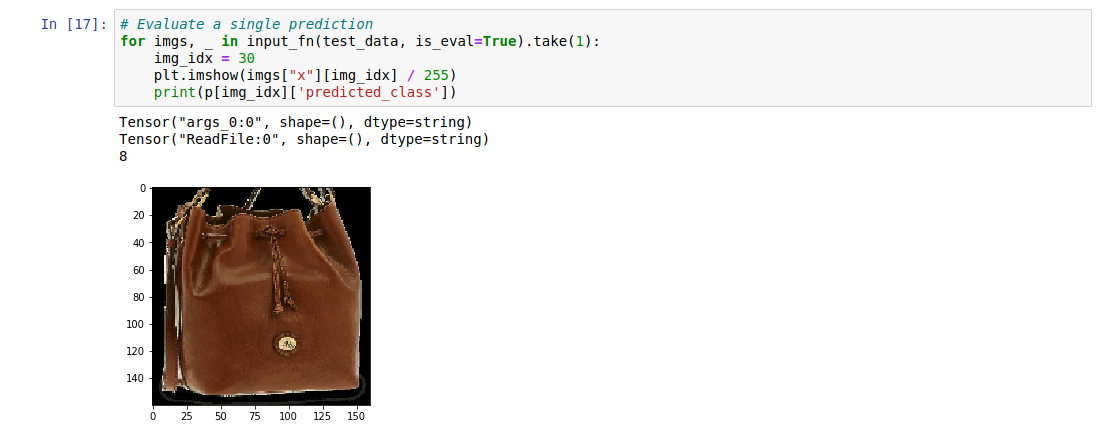 In [17]:
# Evaluate a single prediction
for imgs, _ in input_fn(test_data, is_eval=True).take(1):
    img_idx = 30
    plt.imshow(imgs["x"][img_idx] / 255)
    print(p[img_idx]['predicted_class'])
Tensor("args_0:0", shape=(), dtype=string)
Tensor("ReadFile:0", shape=(), dtype=string)
8
0
20
40
60
80
100
120
140
0 25 50 75 100 125 150